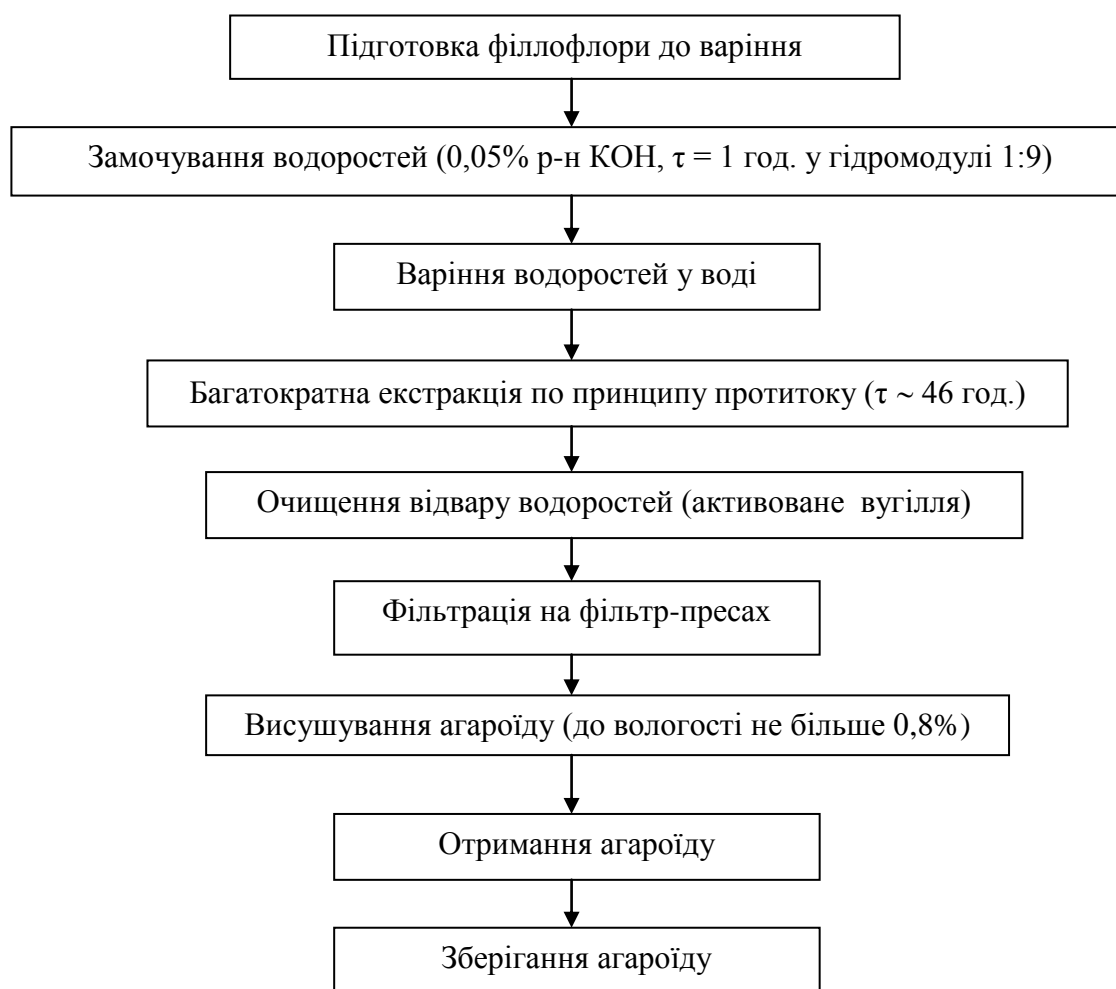 Підготовка філлофлори до варіння
Замочування водоростей (0,05% р-н КОН, τ = 1 год. у гідромодулі 1:9)
Варіння водоростей у воді
Багатократна екстракція по принципу протитоку (τ ~ 46 год.)
Очищення відвару водоростей (активоване вугілля)
Фільтрація на фільтр-пресах
Висушування агароїду (до вологості не більше 0,8%)
Отримання агароїду
Зберігання агароїду